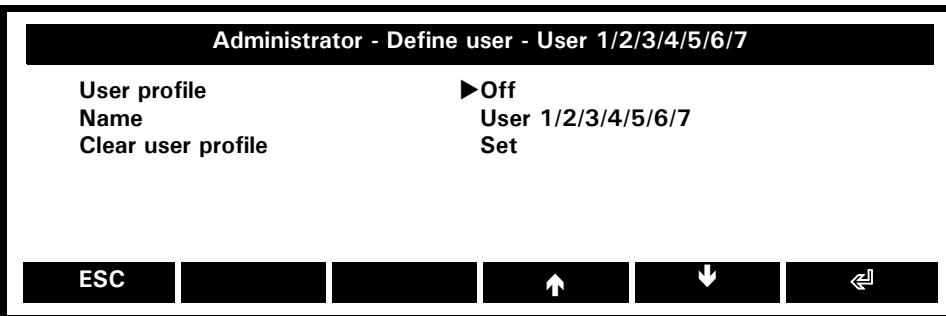 Administrator - Define user - User 1/2/3/4/5/6/7
User profile ▶Off
Name User 1/2/3/4/5/6/7
Clear user profile Set
ESC